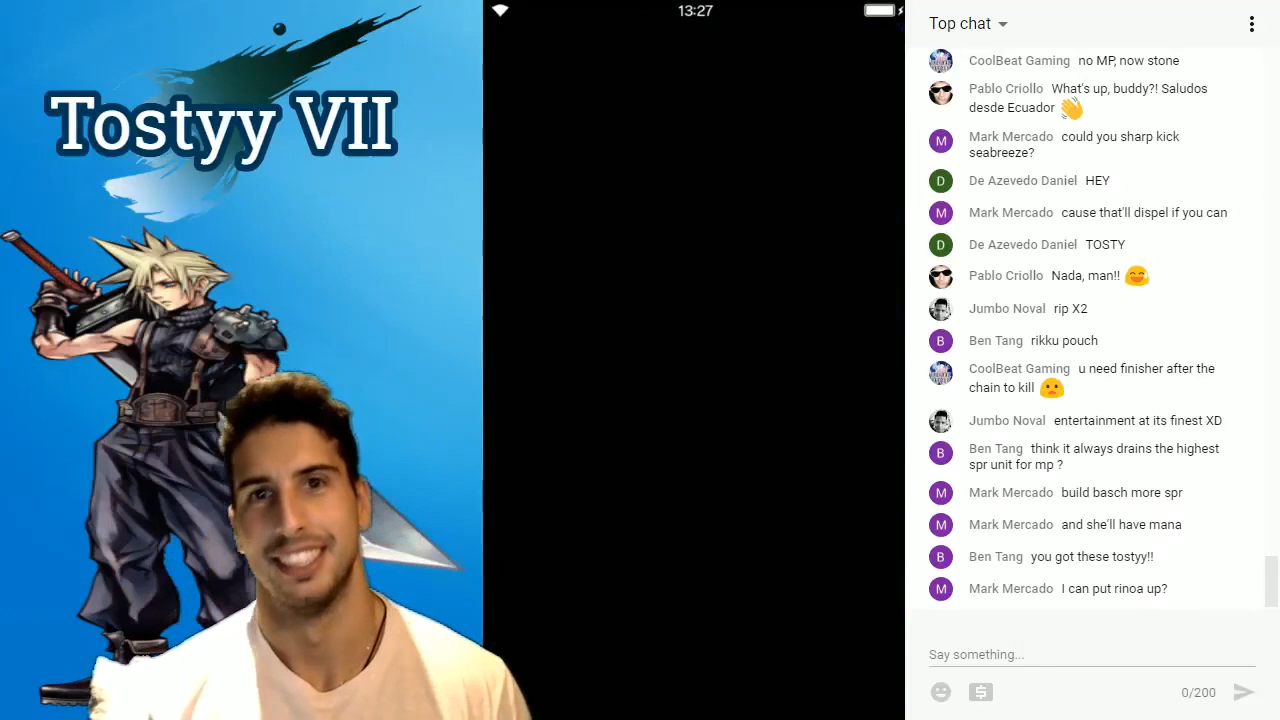 Tostyy VII
13:27
Top chat
CoolBeat Gaming no MP, now stone
Pablo Criollo What's up, buddy?! Saludos
desde Ecuador
Mark Mercado could you sharp kick
seabreeze?
D De Azevedo Daniel HEY
M Mark Mercado cause that'll dispel if you can
D De Azevedo Daniel TOSTY
Pablo Criollo Nada, man!!
Jumbo Noval rip X2
B Ben Tang rikku pouch
CoolBeat Gaming u need finisher after the
chain to kill
Jumbo Noval entertainment at its finest XD
B Ben Tang think it always drains the highest
spr unit for mp ?
M Mark Mercado build basch more spr
M Mark Mercado and she'll have mana
B Ben Tang you got these tostyy!!
M Mark Mercado I can put rinoa up?
Say something...
0/200